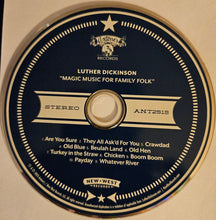 RECORDS
LUTHER DICKINSON
"MAGIC MUSIC FOR FAMILY FOLK"
STEREO
ANT2515
Are You Sure They All Ask'd For You Crawdad
Old Blue Beulah Land Old Hen
Turkey in the Straw Chicken Boom Boom
Payday Whatever River
NEW·WEST
RECORDS